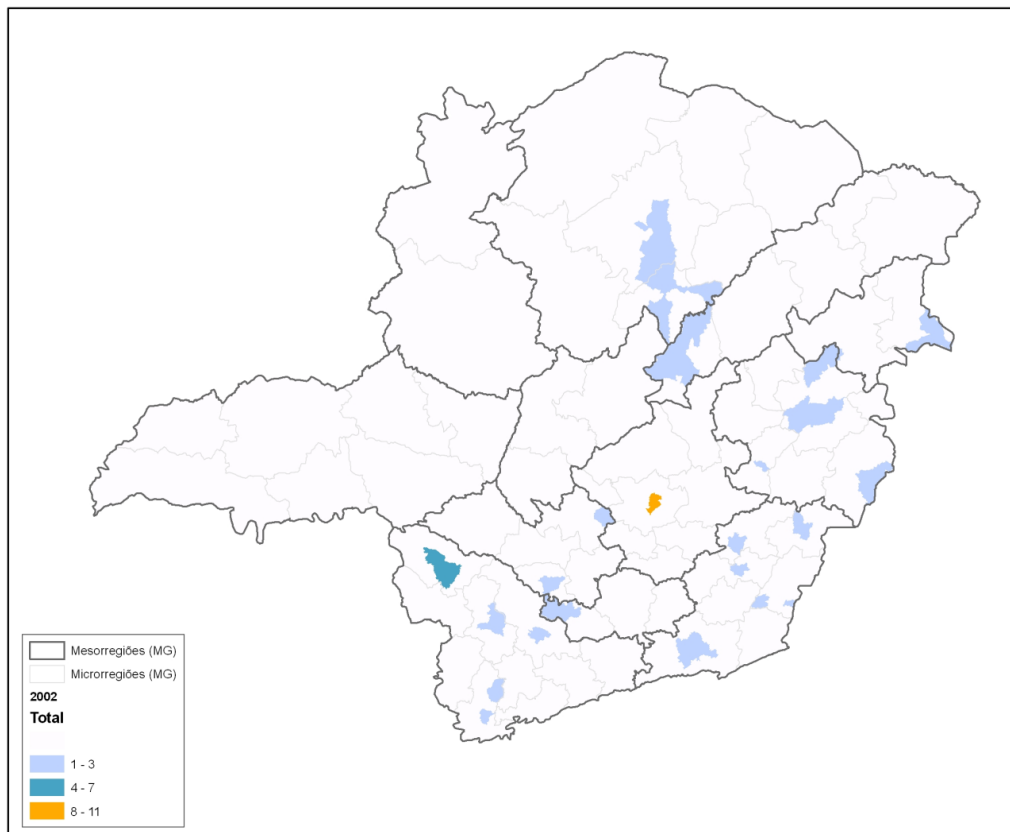 Mesorregiões (MG)
Microrregiões (MG)
2002
Total
1 - 3
4 - 7
8 - 11